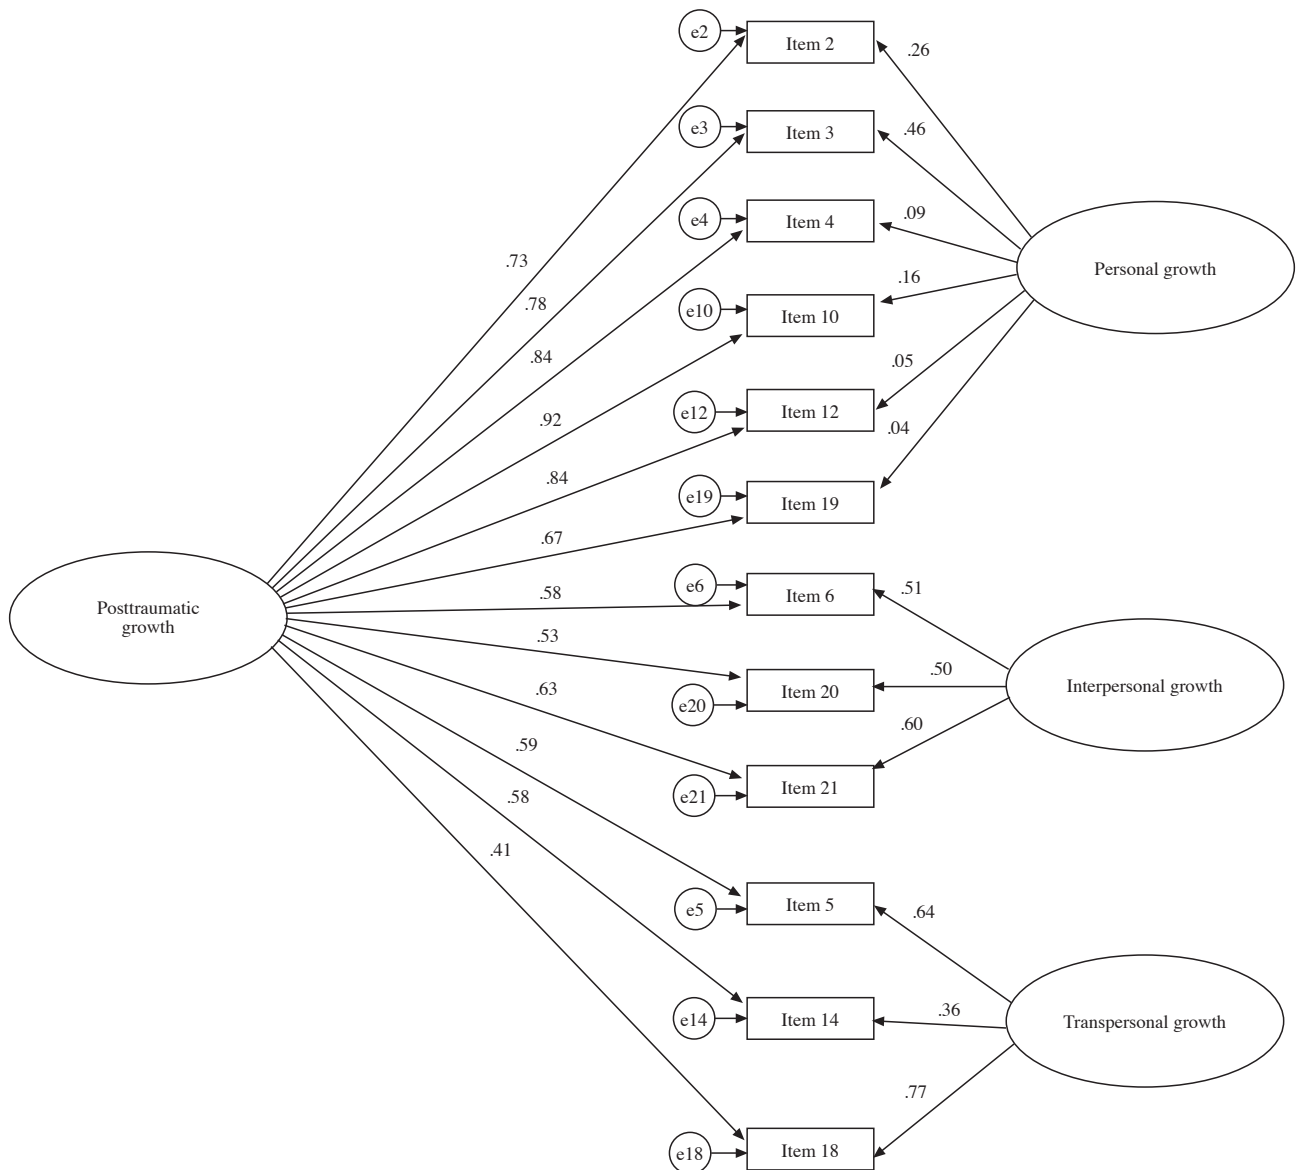 e2
Item 2
.26
e3
Item 3
.46
e4
Item 4
.09
.73
Personal growth
.78
e10
Item 10
.16
.84
.05
e12
Item 12
.92
.04
.84
e19
Item 19
.67
e6
Item 6
.51
.58
Posttraumatic
growth
.53
.50
Interpersonal growth
e20
Item 20
.63
.60
.59
e21
Item 21
.58
.41
e5
Item 5
.64
.36
e14
Item 14
Transpersonal growth
.77
e18
Item 18